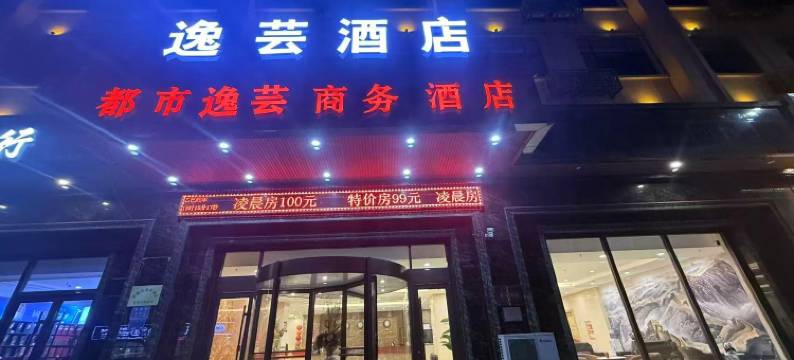 逸芸酒店
都市逸芸商务酒店
行
凌晨房100元 特价房99元 凌晨房